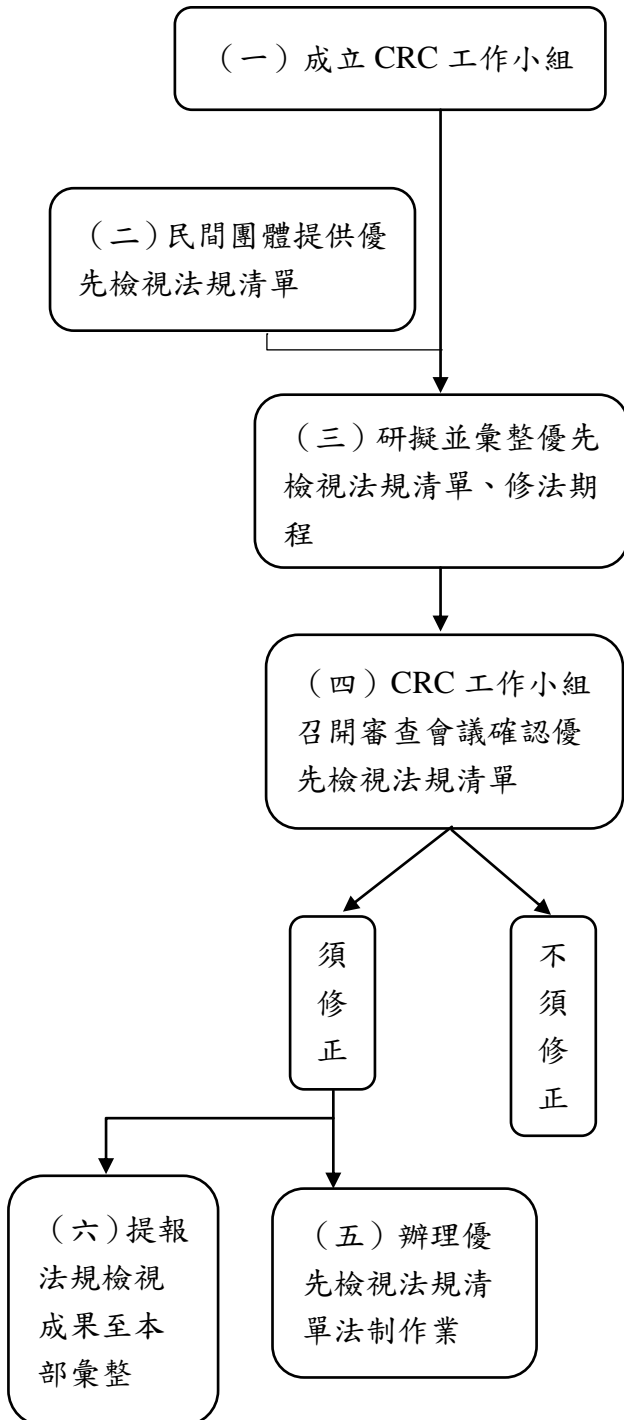 （一）成立 CRC 工作小組
（二）民間團體提供優
先檢視法規清單
（三）研擬並彙整優先
檢視法規清單、修法期
程
（四）CRC 工作小組
召開審查會議確認優
先檢視法規清單
須
修
正
不
須
修
正
（六）提報
法規檢視
成果至本
部彙整
（五）辦理優
先檢視法規清
單法制作業